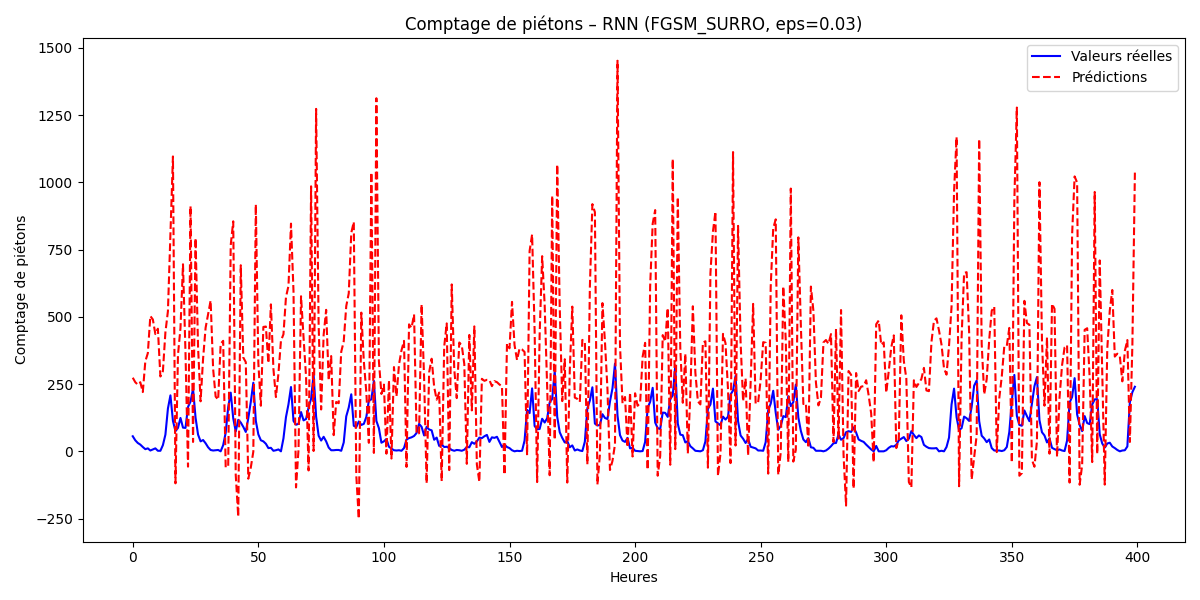 Comptage de piétons – RNN (FGSM_SURRO, eps=0.03)
Valeurs réelles
Prédictions
Comptage de piétons
1500
1250
1000
750
500
250
0
−250
0 50 100 150 200 250 300 350 400
Heures